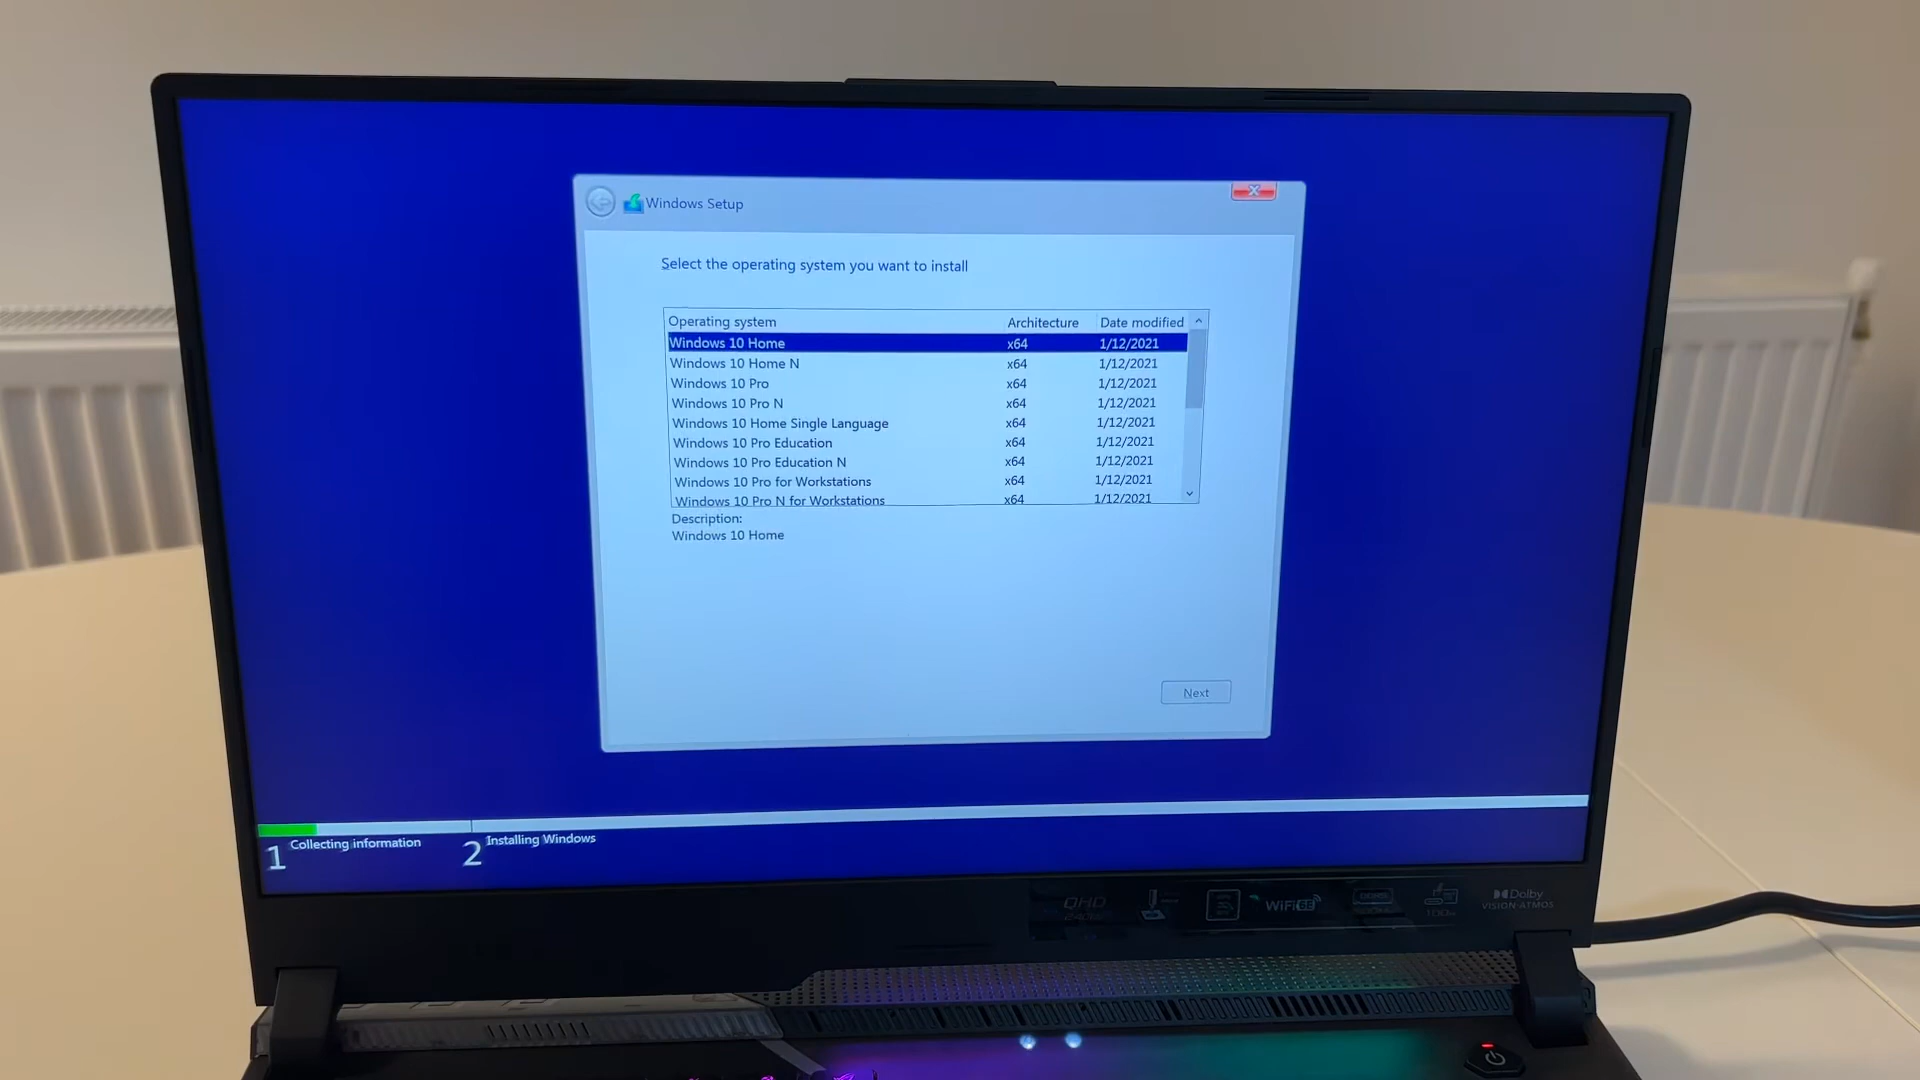 Windows Setup
Select the operating system you want to install
Operating system Architecture Date modified
Windows 10 Home x64 1/12/2021
Windows 10 Home N x64 1/12/2021
Windows 10 Pro x64 1/12/2021
Windows 10 Pro N x64 1/12/2021
Windows 10 Home Single Language x64 1/12/2021
Windows 10 Pro Education x64 1/12/2021
Windows 10 Pro Education N x64 1/12/2021
Windows 10 Pro for Workstations x64 1/12/2021
Windows 10 Pro N for Workstations x64 1/12/2021
Description:
Windows 10 Home
Next
1 Collecting information 2 Installing Windows
QHD
240Hz
WiFi 6E
100W
Dolby
VISION·ATMOS